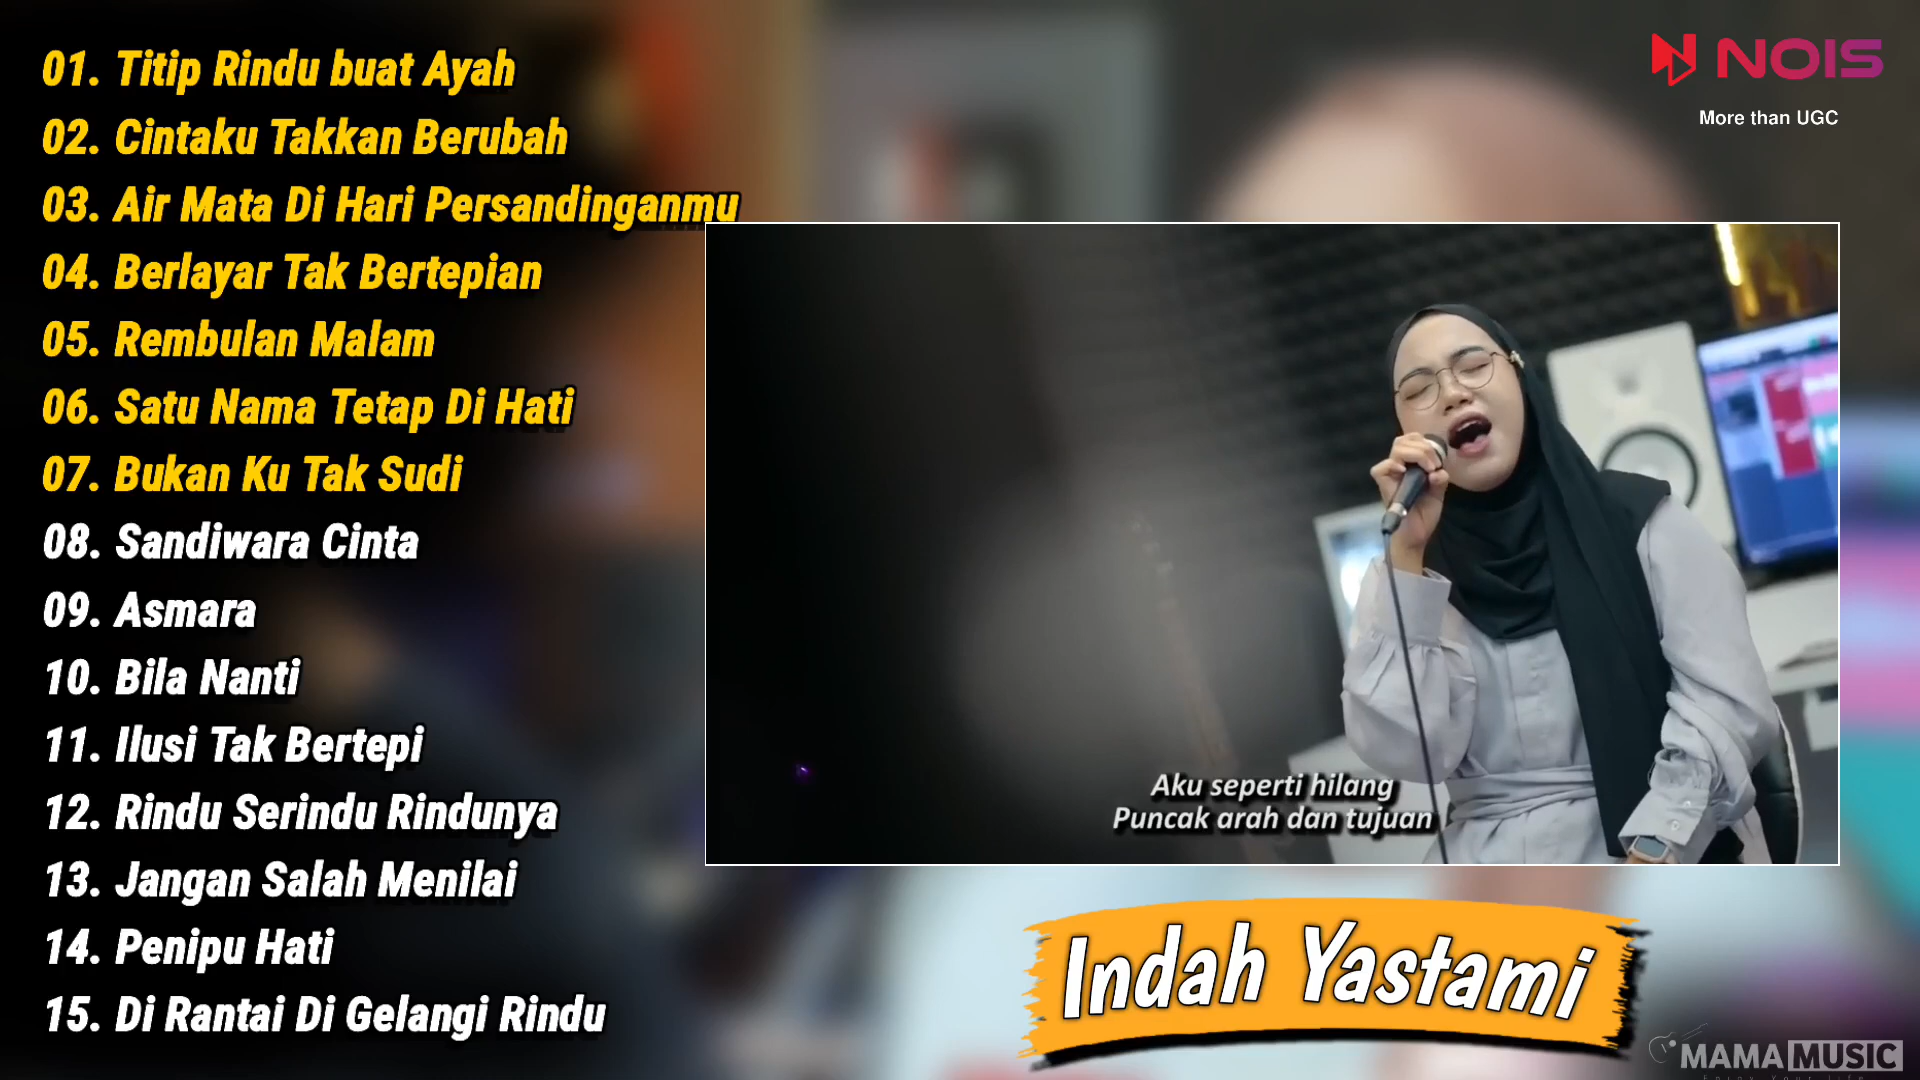 01. Titip Rindu buat Ayah
02. Cintaku Takkan Berubah
03. Air Mata Di Hari Persandinganmu
04. Berlayar Tak Bertepian
05. Rembulan Malam
06. Satu Nama Tetap Di Hati
07. Bukan Ku Tak Sudi
08. Sandiwara Cinta
09. Asmara
10. Bila Nanti
11. Ilusi Tak Bertepi
12. Rindu Serindu Rindunya
13. Jangan Salah Menilai
14. Penipu Hati
15. Di Rantai Di Gelangi Rindu
NOIS
More than UGC
Aku seperti hilang
Puncak arah dan tujuan
Indah Yastami
MAMA MUSIC